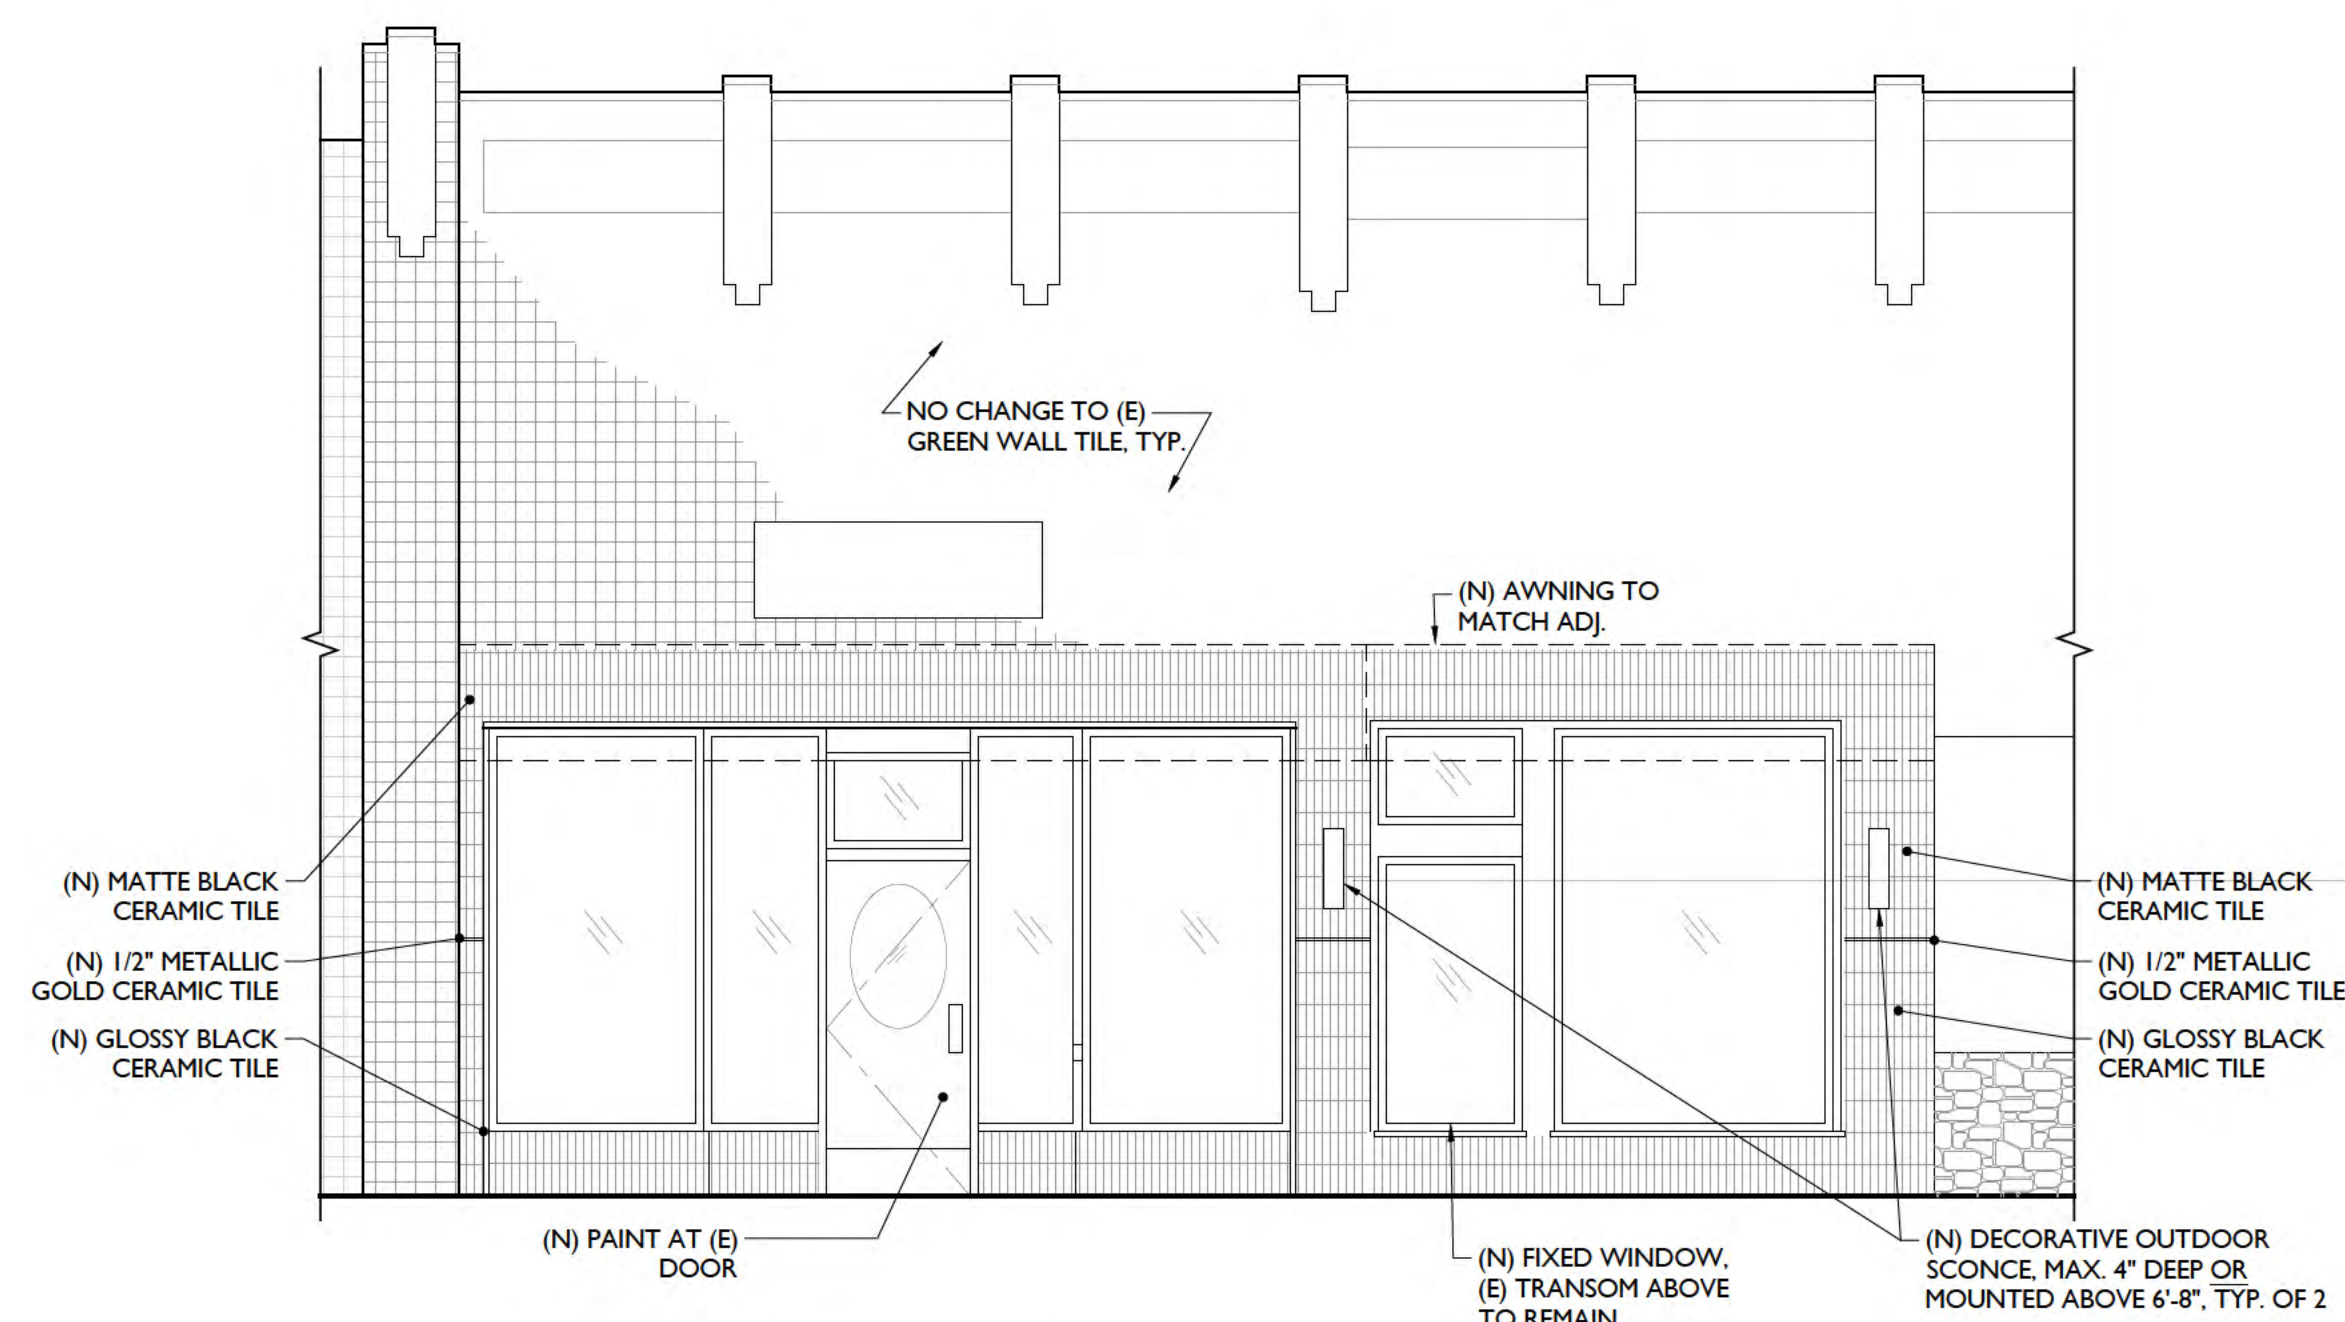 NO CHANGE TO (E)
GREEN WALL TILE, TYP.
(N) AWNING TO
MATCH ADJ.
(N) MATTE BLACK
CERAMIC TILE
(N) 1/2" METALLIC
GOLD CERAMIC TILE
(N) GLOSSY BLACK
CERAMIC TILE
(N) MATTE BLACK
CERAMIC TILE
(N) 1/2" METALLIC
GOLD CERAMIC TILE
(N) GLOSSY BLACK
CERAMIC TILE
(N) PAINT AT (E)
DOOR
(N) FIXED WINDOW,
(E) TRANSOM ABOVE
TO REMAIN
(N) DECORATIVE OUTDOOR
SCONCE, MAX. 4" DEEP OR
MOUNTED ABOVE 6'-8", TYP. OF 2